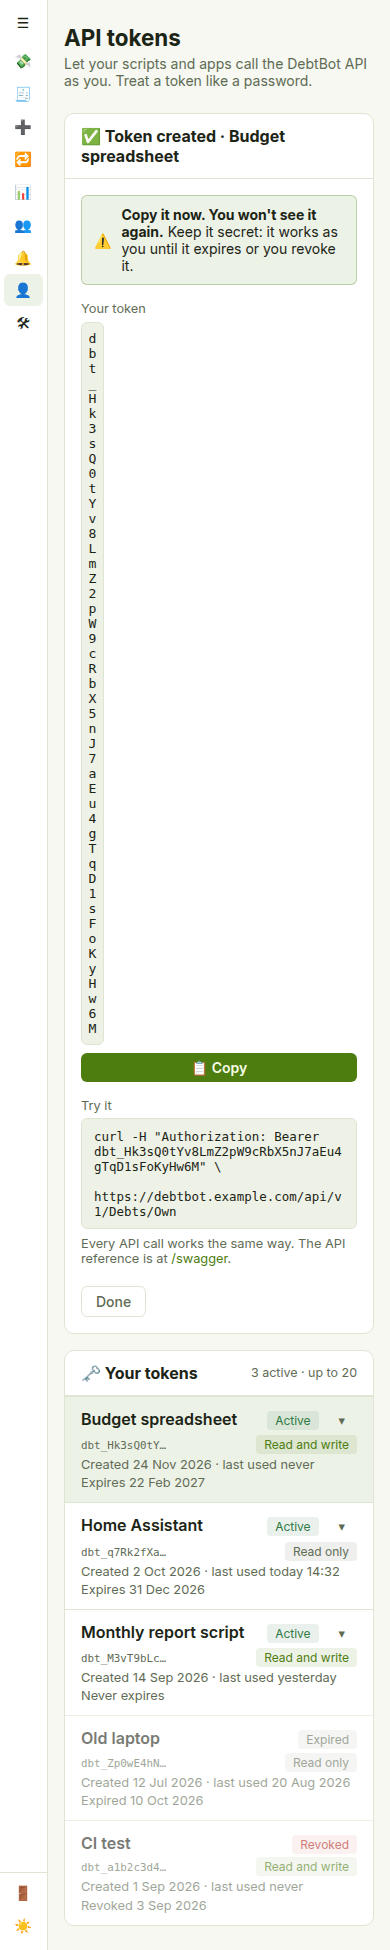 API tokens
Let your scripts and apps call the DebtBot API
as you. Treat a token like a password.
✅ Token created · Budget
spreadsheet
⚠️ Copy it now. You won't see it
again. Keep it secret: it works as
you until it expires or you revoke
it.
Your token
d
b
t
_
H
k
3
s
Q
0
t
Y
v
8
L
m
Z
2
p
W
9
c
R
b
X
5
n
J
7
a
E
u
4
g
T
q
D
1
s
F
o
K
y
H
w
6
M
📋 Copy
Try it
curl -H "Authorization: Bearer
dbt_Hk3sQ0tYv8LmZ2pW9cRbX5nJ7aEu4
gTqD1sFoKyHw6M" \
https://debtbot.example.com/api/v
1/Debts/Own
Every API call works the same way. The API
reference is at /swagger.
Done
🗝️ Your tokens 3 active · up to 20
Budget spreadsheet Active ▾
dbt_Hk3sQ0tY… Read and write
Created 24 Nov 2026 · last used never
Expires 22 Feb 2027
Home Assistant Active ▾
dbt_q7Rk2fXa… Read only
Created 2 Oct 2026 · last used today 14:32
Expires 31 Dec 2026
Monthly report script Active ▾
dbt_M3vT9bLc… Read and write
Created 14 Sep 2026 · last used yesterday
Never expires
Old laptop Expired
dbt_Zp0wE4hN… Read only
Created 12 Jul 2026 · last used 20 Aug 2026
Expired 10 Oct 2026
CI test Revoked
dbt_a1b2c3d4… Read and write
Created 1 Sep 2026 · last used never
Revoked 3 Sep 2026